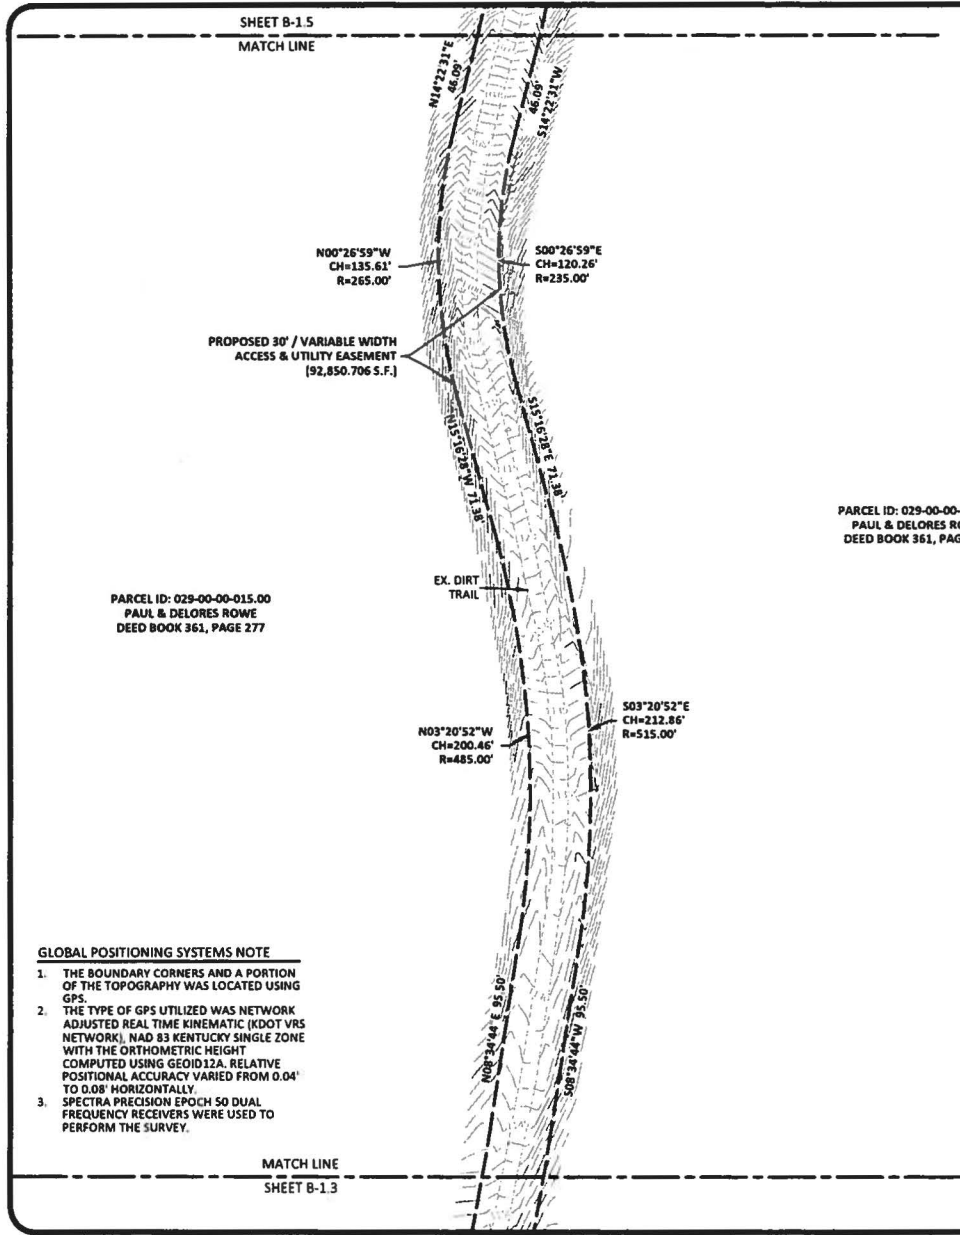 SHEET B-1.5
MATCH LINE
N14°22'31"E
46.09'
46.09'
S14°22'31"W
N00°26'59"W
CH=135.61'
R=265.00'
S00°26'59"E
CH=120.26'
R=235.00'
PROPOSED 30' / VARIABLE WIDTH
ACCESS & UTILITY EASEMENT
(92,850.706 S.F.)
N15°16'28"W 71.38'
S15°16'28"E 71.38'
PARCEL ID: 029-00-00-
PAUL & DELORES
DEED BOOK 361,
EX. DIRT
TRAIL
PARCEL ID: 029-00-00-015.00
PAUL & DELORES ROWE
DEED BOOK 361, PAGE 277
N03°20'52"W
CH=200.46'
R=485.00'
S03°20'52"E
CH=212.86'
R=515.00'
N08°34'44"E 95.50'
S08°34'44"W 95.50'
GLOBAL POSITIONING SYSTEMS NOTE
1. THE BOUNDARY CORNERS AND A PORTION
OF THE TOPOGRAPHY WAS LOCATED USING
GPS.
2. THE TYPE OF GPS UTILIZED WAS NETWORK
ADJUSTED REAL TIME KINEMATIC (KDOT VRS
NETWORK), NAD 83 KENTUCKY SINGLE ZONE
WITH THE ORTHOMETRIC HEIGHT
COMPUTED USING GEOID12A. RELATIVE
POSITIONAL ACCURACY VARIED FROM 0.04'
TO 0.08' HORIZONTALLY.
3. SPECTRA PRECISION EPOCH 50 DUAL
FREQUENCY RECEIVERS WERE USED TO
PERFORM THE SURVEY.
MATCH LINE
SHEET B-1.3